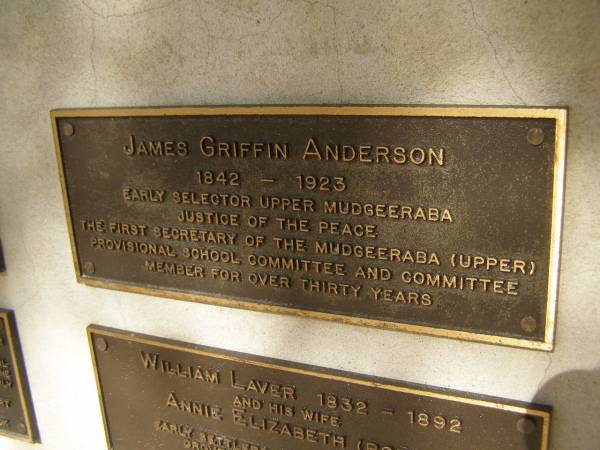 JAMES GRIFFIN ANDERSON
1842 - 1923
EARLY SELECTOR UPPER MUDGEERABA
JUSTICE OF THE PEACE
THE FIRST SECRETARY OF THE MUDGEERABA (UPPER)
PROVISIONAL SCHOOL COMMITTEE AND COMMITTEE
MEMBER FOR OVER THIRTY YEARS
WILLIAM LAVER 1832 - 1892
AND HIS WIFE
ANNIE ELIZABETH
EARLY